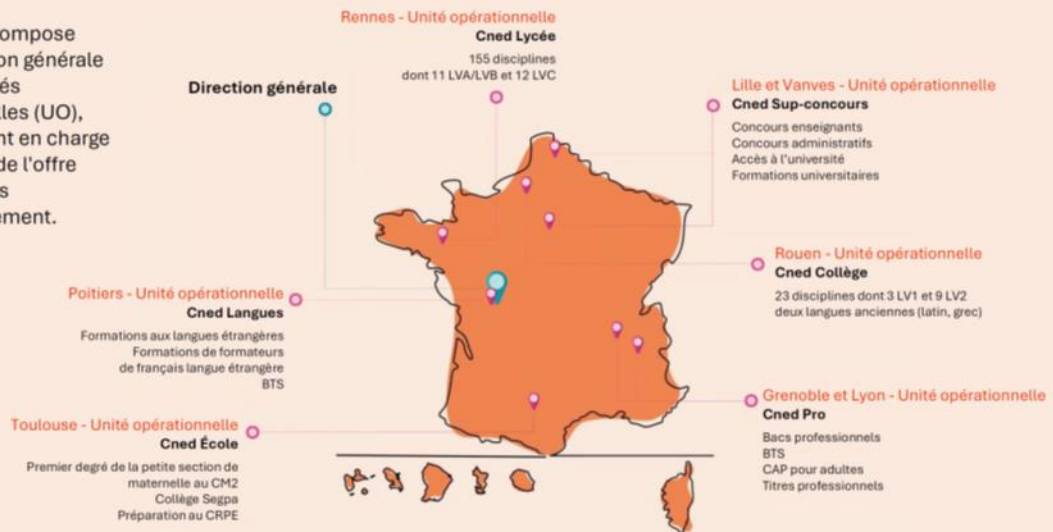 ompose
on générale
és
lles (UO),
nt en charge
de l'offre
s
ement.
Direction générale
Rennes - Unité opérationnelle
Cned Lycée
155 disciplines
dont 11 LVA/LVB et 12 LVC
Lille et Vanves - Unité opérationnelle
Cned Sup-concours
Concours enseignants
Concours administratifs
Accès à l'université
Formations universitaires
Rouen - Unité opérationnelle
Cned Collège
23 disciplines dont 3 LV1 et 9 LV2
deux langues anciennes (latin, grec)
Poitiers - Unité opérationnelle
Cned Langues
Formations aux langues étrangères
Formations de formateurs
de français langue étrangère
BTS
Grenoble et Lyon - Unité opérationnelle
Cned Pro
Bacs professionnels
BTS
CAP pour adultes
Titres professionnels
Toulouse - Unité opérationnelle
Cned École
Premier degré de la petite section de
maternelle au CM2
Collège Segpa
Préparation au CRPE